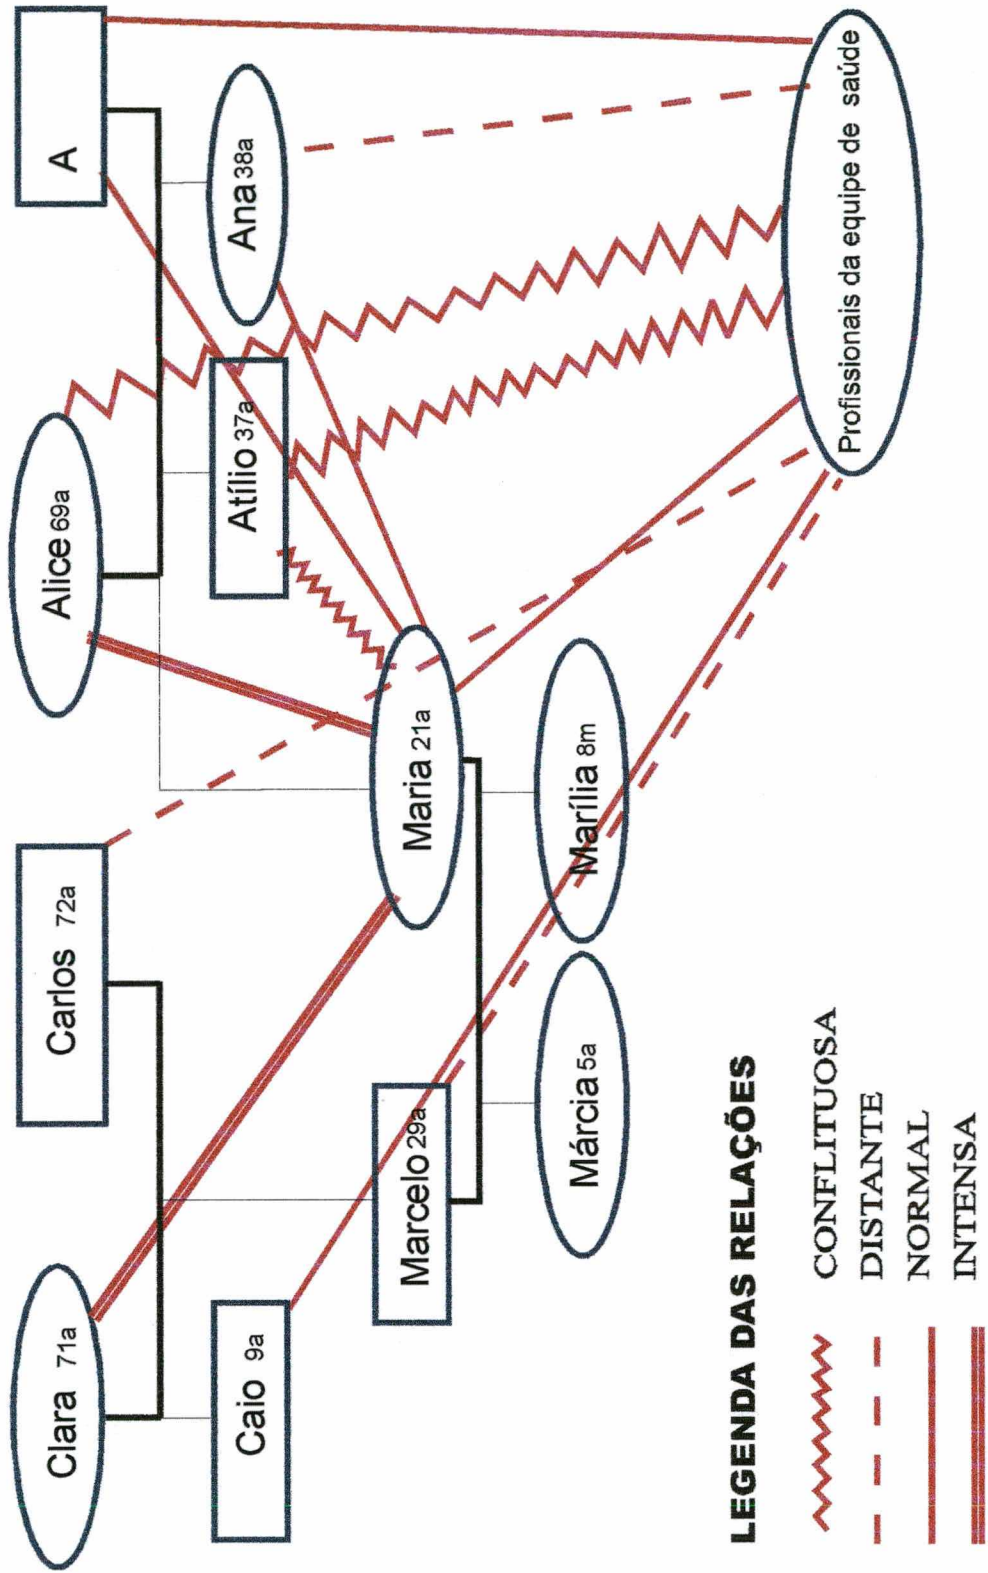 Clara 71a
Carlos 72a
Alice 69a
A
Caio 9a
Marcelo 29a
Maria 21a
Atílio 37a
Ana 38a
Márcia 5a
Marília 8m
Profissionais da equipe de saúde
LEGENDA DAS RELAÇÕES
CONFLITUOSA
DISTANTE
NORMAL
INTENSA